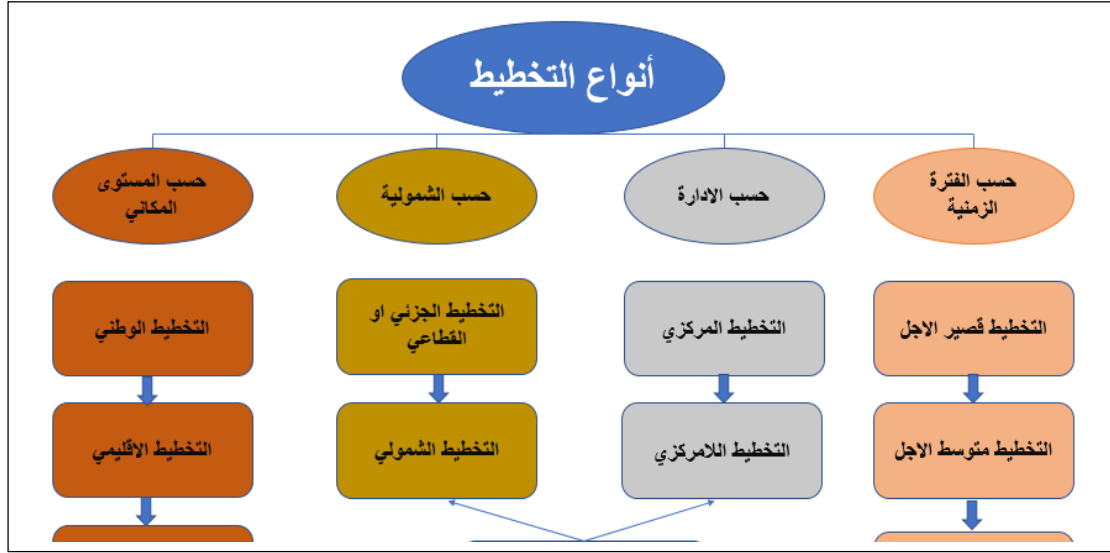 أنواع التخطيط
حسب الفترة
الزمنية
حسب الادارة
حسب الشمولية
حسب المستوى
المكاني
التخطيط قصير الاجل
التخطيط المركزي
التخطيط الجزئي او
القطاعي
التخطيط الوطني
التخطيط متوسط الاجل
التخطيط اللامركزي
التخطيط الشمولي
التخطيط الاقليمي